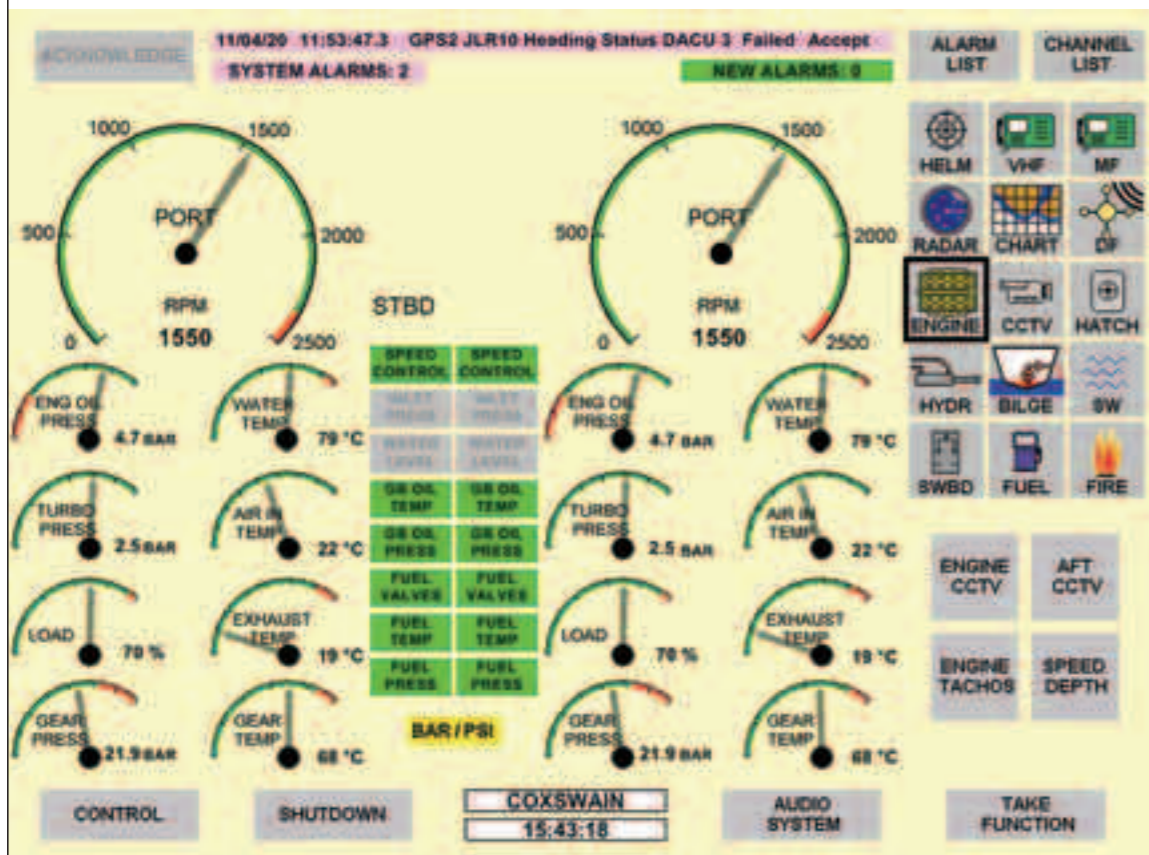 ACKNOWLEDGE
11/04/20 11:53:47.3 GPS2 JLR10 Heading Status DACU 3 Failed Accept
SYSTEM ALARMS: 2
NEW ALARMS: 0
ALARM LIST
CHANNEL LIST
1000 1500
500 2000
0 2500
PORT
RPM
1550
STBD
1000 1500
500 2000
0 2500
PORT
RPM
1550
HELM VHF MF
RADAR CHART DF
ENGINE CCTV HATCH
HYDR BILGE SW
SWBD FUEL FIRE
ENG OIL PRESS
4.7 BAR
WATER TEMP
79 °C
TURBO PRESS
2.5 BAR
AIR IN TEMP
22 °C
LOAD
70 %
EXHAUST TEMP
19 °C
GEAR PRESS
21.9 BAR
GEAR TEMP
68 °C
SPEED CONTROL SPEED CONTROL
INLET PRESS INLET PRESS
WATER LEVEL WATER LEVEL
GB OIL TEMP GB OIL TEMP
GB OIL PRESS GB OIL PRESS
FUEL VALVES FUEL VALVES
FUEL TEMP FUEL TEMP
FUEL PRESS FUEL PRESS
BAR / PSI
ENG OIL PRESS
4.7 BAR
WATER TEMP
79 °C
TURBO PRESS
2.5 BAR
AIR IN TEMP
22 °C
LOAD
70 %
EXHAUST TEMP
19 °C
GEAR PRESS
21.9 BAR
GEAR TEMP
68 °C
ENGINE CCTV
AFT CCTV
ENGINE TACHOS
SPEED DEPTH
CONTROL
SHUTDOWN
COXSWAIN
15:43:18
AUDIO SYSTEM
TAKE FUNCTION